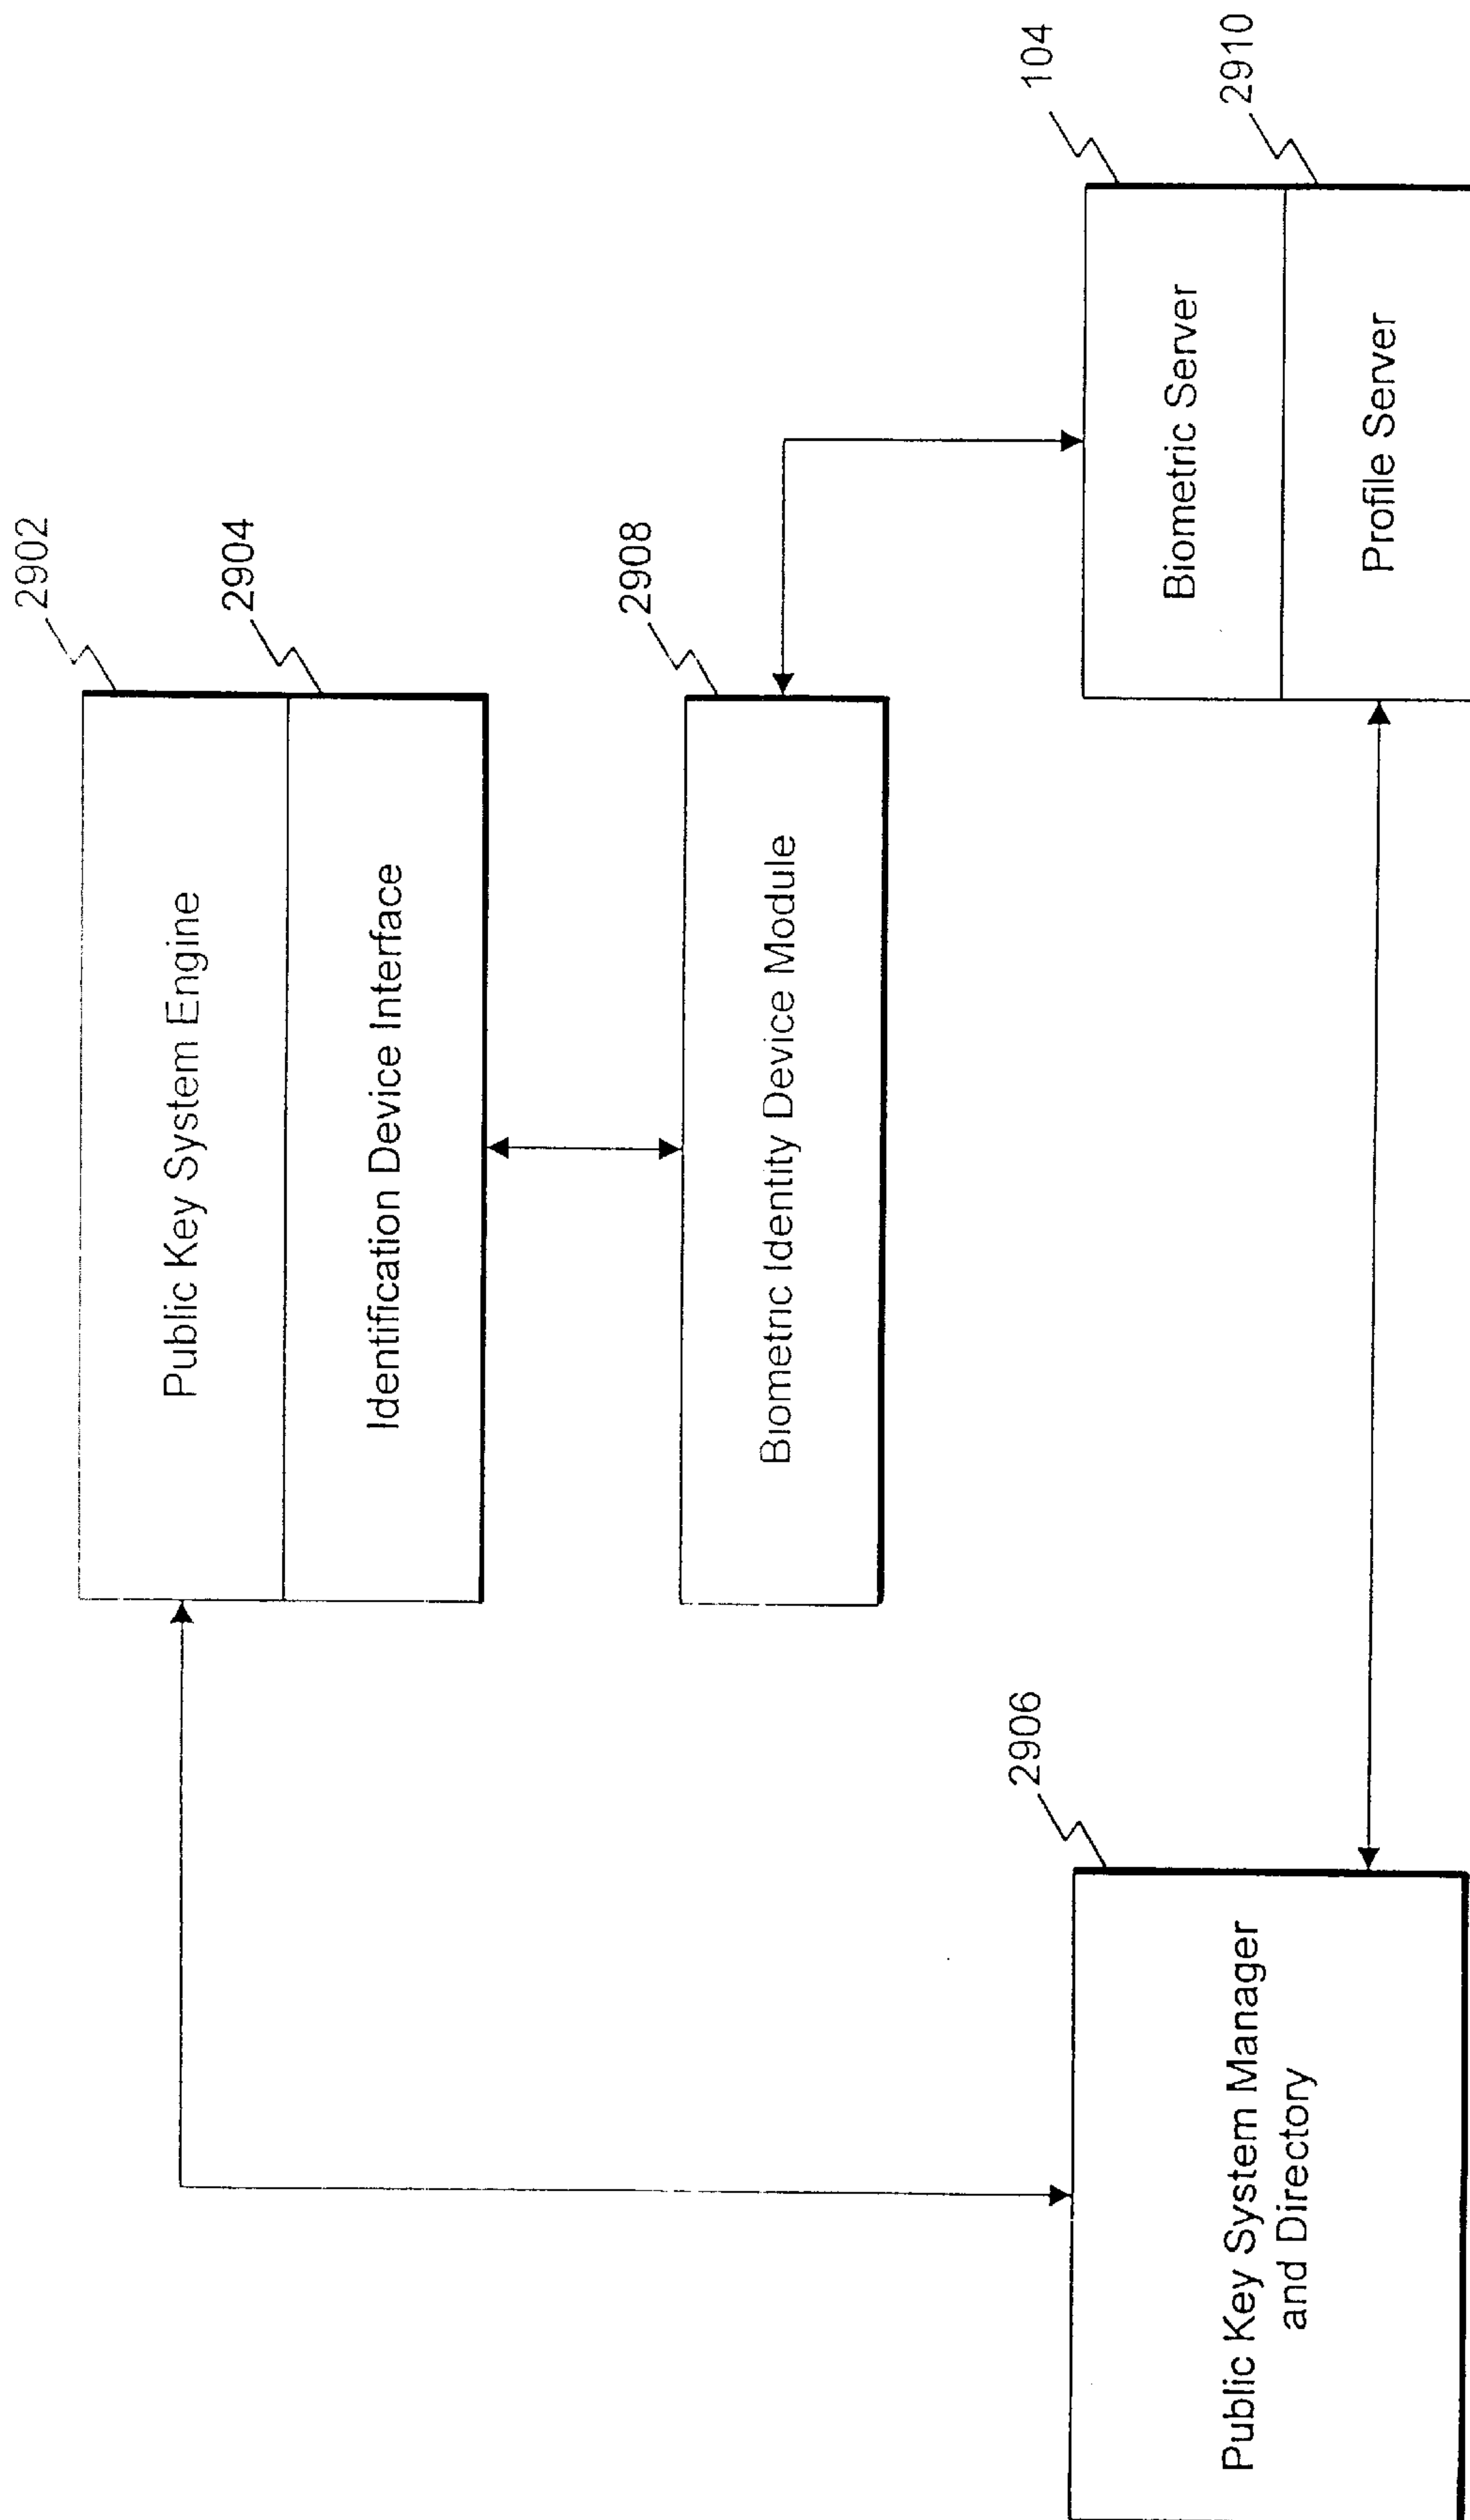 2902
Public Key System Engine
2904
Identification Device Interface
2908
Biometric Identity Device Module
104
Biometric Server
2910
Profile Server
2906
Public Key System Manager
and Directory